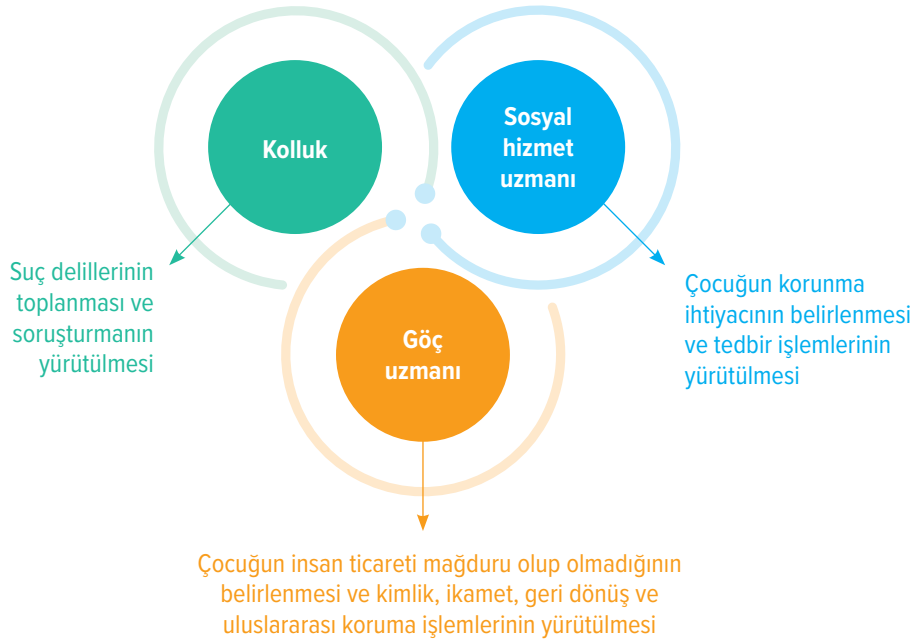 Kolluk
Sosyal
hizmet
uzmanı
Suç delillerinin
toplanması ve
soruşturmanın
yürütülmesi
Çocuğun korunma
ihtiyacının belirlenmesi
ve tedbir işlemlerinin
yürütülmesi
Göç
uzmanı
Çocuğun insan ticareti mağduru olup olmadığının
belirlenmesi ve kimlik, ikamet, geri dönüş ve
uluslararası koruma işlemlerinin yürütülmesi